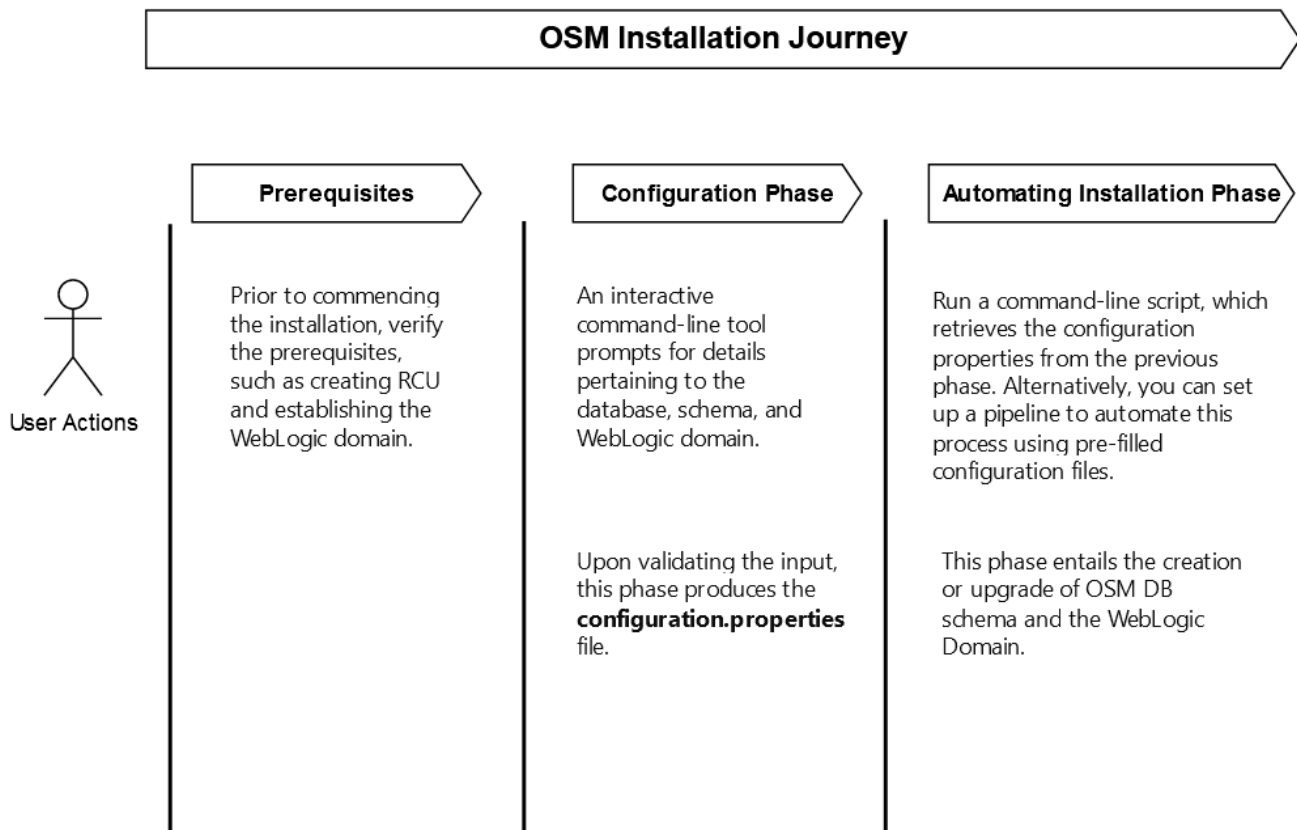 OSM Installation Journey
Prerequisites
Configuration Phase
Automating Installation Phase
User Actions
Prior to commencing
the installation, verify
the prerequisites,
such as creating RCU
and establishing the
WebLogic domain.
An interactive
command-line tool
prompts for details
pertaining to the
database, schema, and
WebLogic domain.
Upon validating the input,
this phase produces the
configuration.properties
file.
Run a command-line script, which
retrieves the configuration
properties from the previous
phase. Alternatively, you can set
up a pipeline to automate this
process using pre-filled
configuration files.
This phase entails the creation
or upgrade of OSM DB
schema and the WebLogic
Domain.